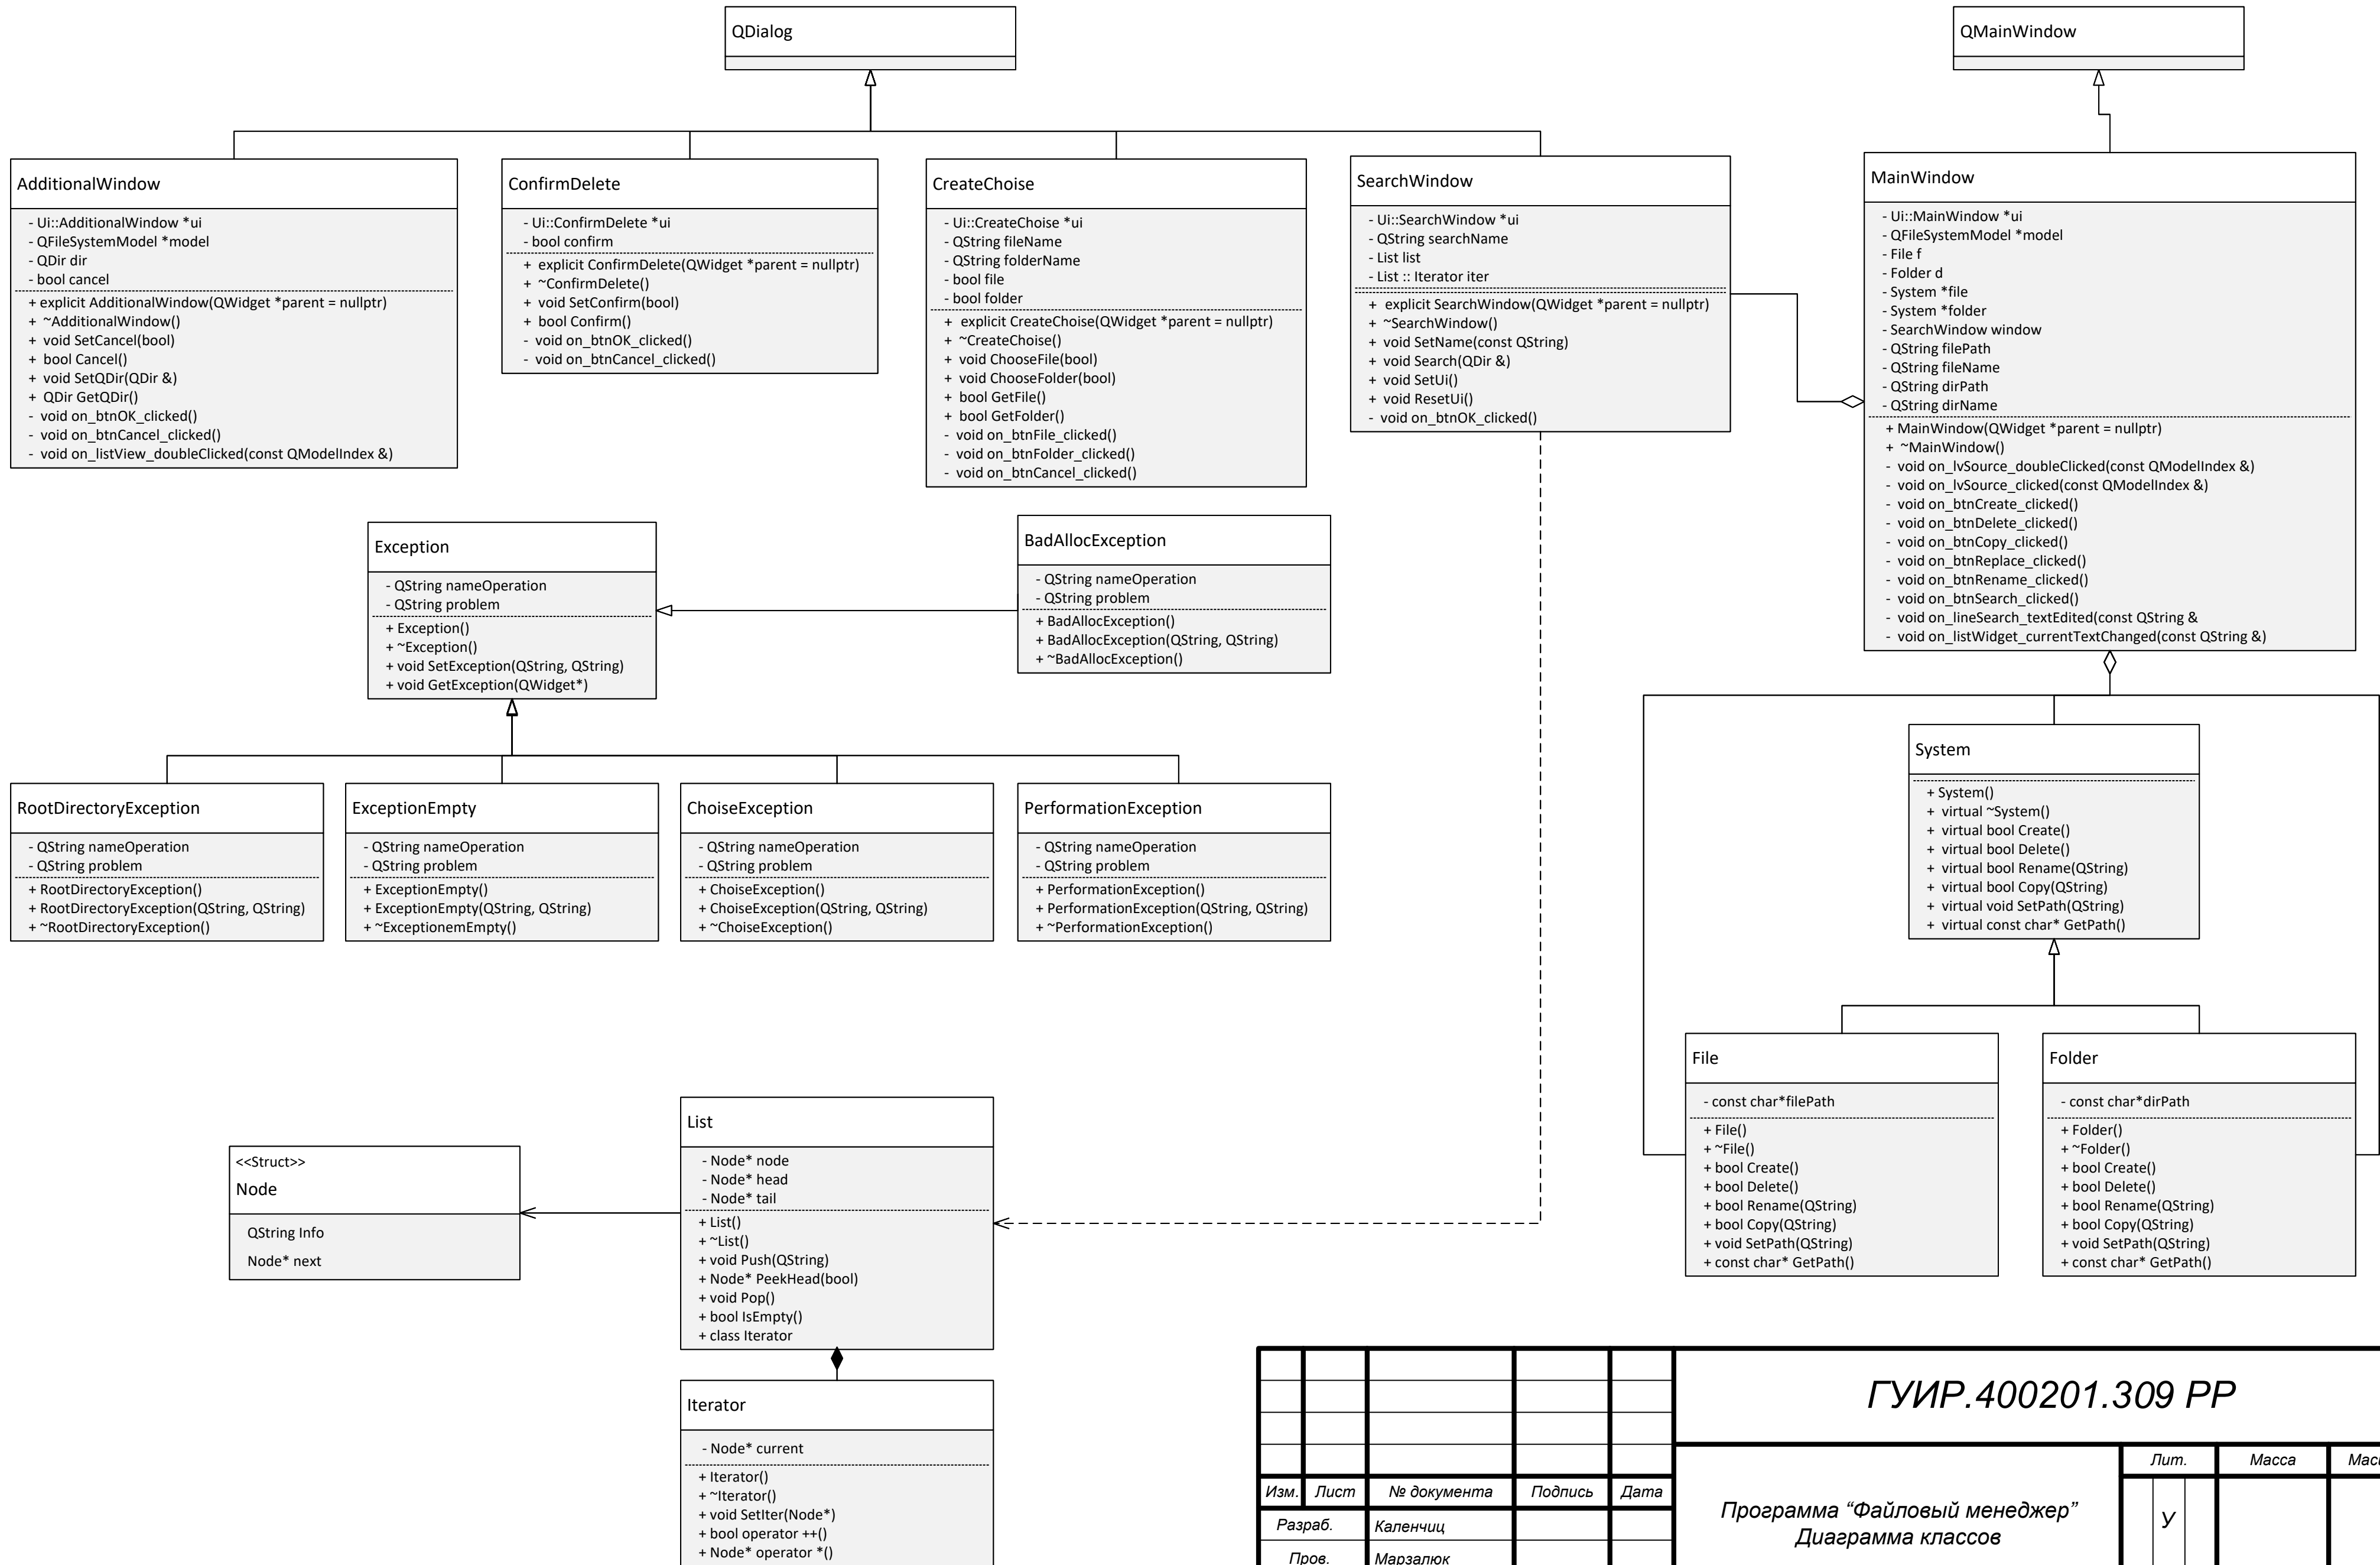 QDialog
QMainWindow
AdditionalWindow
- Ui::AdditionalWindow *ui
- QFileSystemModel *model
- QDir dir
- bool cancel
+ explicit AdditionalWindow(QWidget *parent = nullptr)
+ ~AdditionalWindow()
+ void SetCancel(bool)
+ bool Cancel()
+ void SetQDir(QDir &)
+ QDir GetQDir()
- void on_btnOK_clicked()
- void on_btnCancel_clicked()
- void on_listView_doubleClicked(const QModelIndex &)
ConfirmDelete
- Ui::ConfirmDelete *ui
- bool confirm
+ explicit ConfirmDelete(QWidget *parent = nullptr)
+ ~ConfirmDelete()
+ void SetConfirm(bool)
+ bool Confirm()
- void on_btnOK_clicked()
- void on_btnCancel_clicked()
CreateChoise
- Ui::CreateChoise *ui
- QString fileName
- QString folderName
- bool file
- bool folder
+ explicit CreateChoise(QWidget *parent = nullptr)
+ ~CreateChoise()
+ void ChooseFile(bool)
+ void ChooseFolder(bool)
+ bool GetFile()
+ bool GetFolder()
- void on_btnFile_clicked()
- void on_btnFolder_clicked()
- void on_btnCancel_clicked()
SearchWindow
- Ui::SearchWindow *ui
- QString searchName
- List list
- List :: Iterator iter
+ explicit SearchWindow(QWidget *parent = nullptr)
+ ~SearchWindow()
+ void SetName(const QString)
+ void Search(QDir &)
+ void SetUi()
+ void ResetUi()
- void on_btnOK_clicked()
MainWindow
- Ui::MainWindow *ui
- QFileSystemModel *model
- File f
- Folder d
- System *file
- System *folder
- SearchWindow window
- QString filePath
- QString fileName
- QString dirPath
- QString dirName
+ MainWindow(QWidget *parent = nullptr)
+ ~MainWindow()
- void on_lvSource_doubleClicked(const QModelIndex &)
- void on_lvSource_clicked(const QModelIndex &)
- void on_btnCreate_clicked()
- void on_btnDelete_clicked()
- void on_btnCopy_clicked()
- void on_btnReplace_clicked()
- void on_btnRename_clicked()
- void on_btnSearch_clicked()
- void on_lineSearch_textEdited(const QString &
- void on_listWidget_currentTextChanged(const QString &)
Exception
- QString nameOperation
- QString problem
+ Exception()
+ ~Exception()
+ void SetException(QString, QString)
+ void GetException(QWidget*)
BadAllocException
- QString nameOperation
- QString problem
+ BadAllocException()
+ BadAllocException(QString, QString)
+ ~BadAllocException()
RootDirectoryException
- QString nameOperation
- QString problem
+ RootDirectoryException()
+ RootDirectoryException(QString, QString)
+ ~RootDirectoryException()
ExceptionEmpty
- QString nameOperation
- QString problem
+ ExceptionEmpty()
+ ExceptionEmpty(QString, QString)
+ ~ExceptionemEmpty()
ChoiseException
- QString nameOperation
- QString problem
+ ChoiseException()
+ ChoiseException(QString, QString)
+ ~ChoiseException()
PerformationException
- QString nameOperation
- QString problem
+ PerformationException()
+ PerformationException(QString, QString)
+ ~PerformationException()
System
+ System()
+ virtual ~System()
+ virtual bool Create()
+ virtual bool Delete()
+ virtual bool Rename(QString)
+ virtual bool Copy(QString)
+ virtual void SetPath(QString)
+ virtual const char* GetPath()
File
- const char*filePath
+ File()
+ ~File()
+ bool Create()
+ bool Delete()
+ bool Rename(QString)
+ bool Copy(QString)
+ void SetPath(QString)
+ const char* GetPath()
Folder
- const char*dirPath
+ Folder()
+ ~Folder()
+ bool Create()
+ bool Delete()
+ bool Rename(QString)
+ bool Copy(QString)
+ void SetPath(QString)
+ const char* GetPath()
<<Struct>>
Node
QString Info
Node* next
List
- Node* node
- Node* head
- Node* tail
+ List()
+ ~List()
+ void Push(QString)
+ Node* PeekHead(bool)
+ void Pop()
+ bool IsEmpty()
+ class Iterator
Iterator
- Node* current
+ Iterator()
+ ~Iterator()
+ void SetIter(Node*)
+ bool operator ++()
+ Node* operator *()
ГУИР.400201.309 РР
Изм. Лист № документа Подпись Дата
Разраб. Каленчиц
Пров. Марзалюк
Программа “Файловый менеджер”
Диаграмма классов
Лит. Масса
У